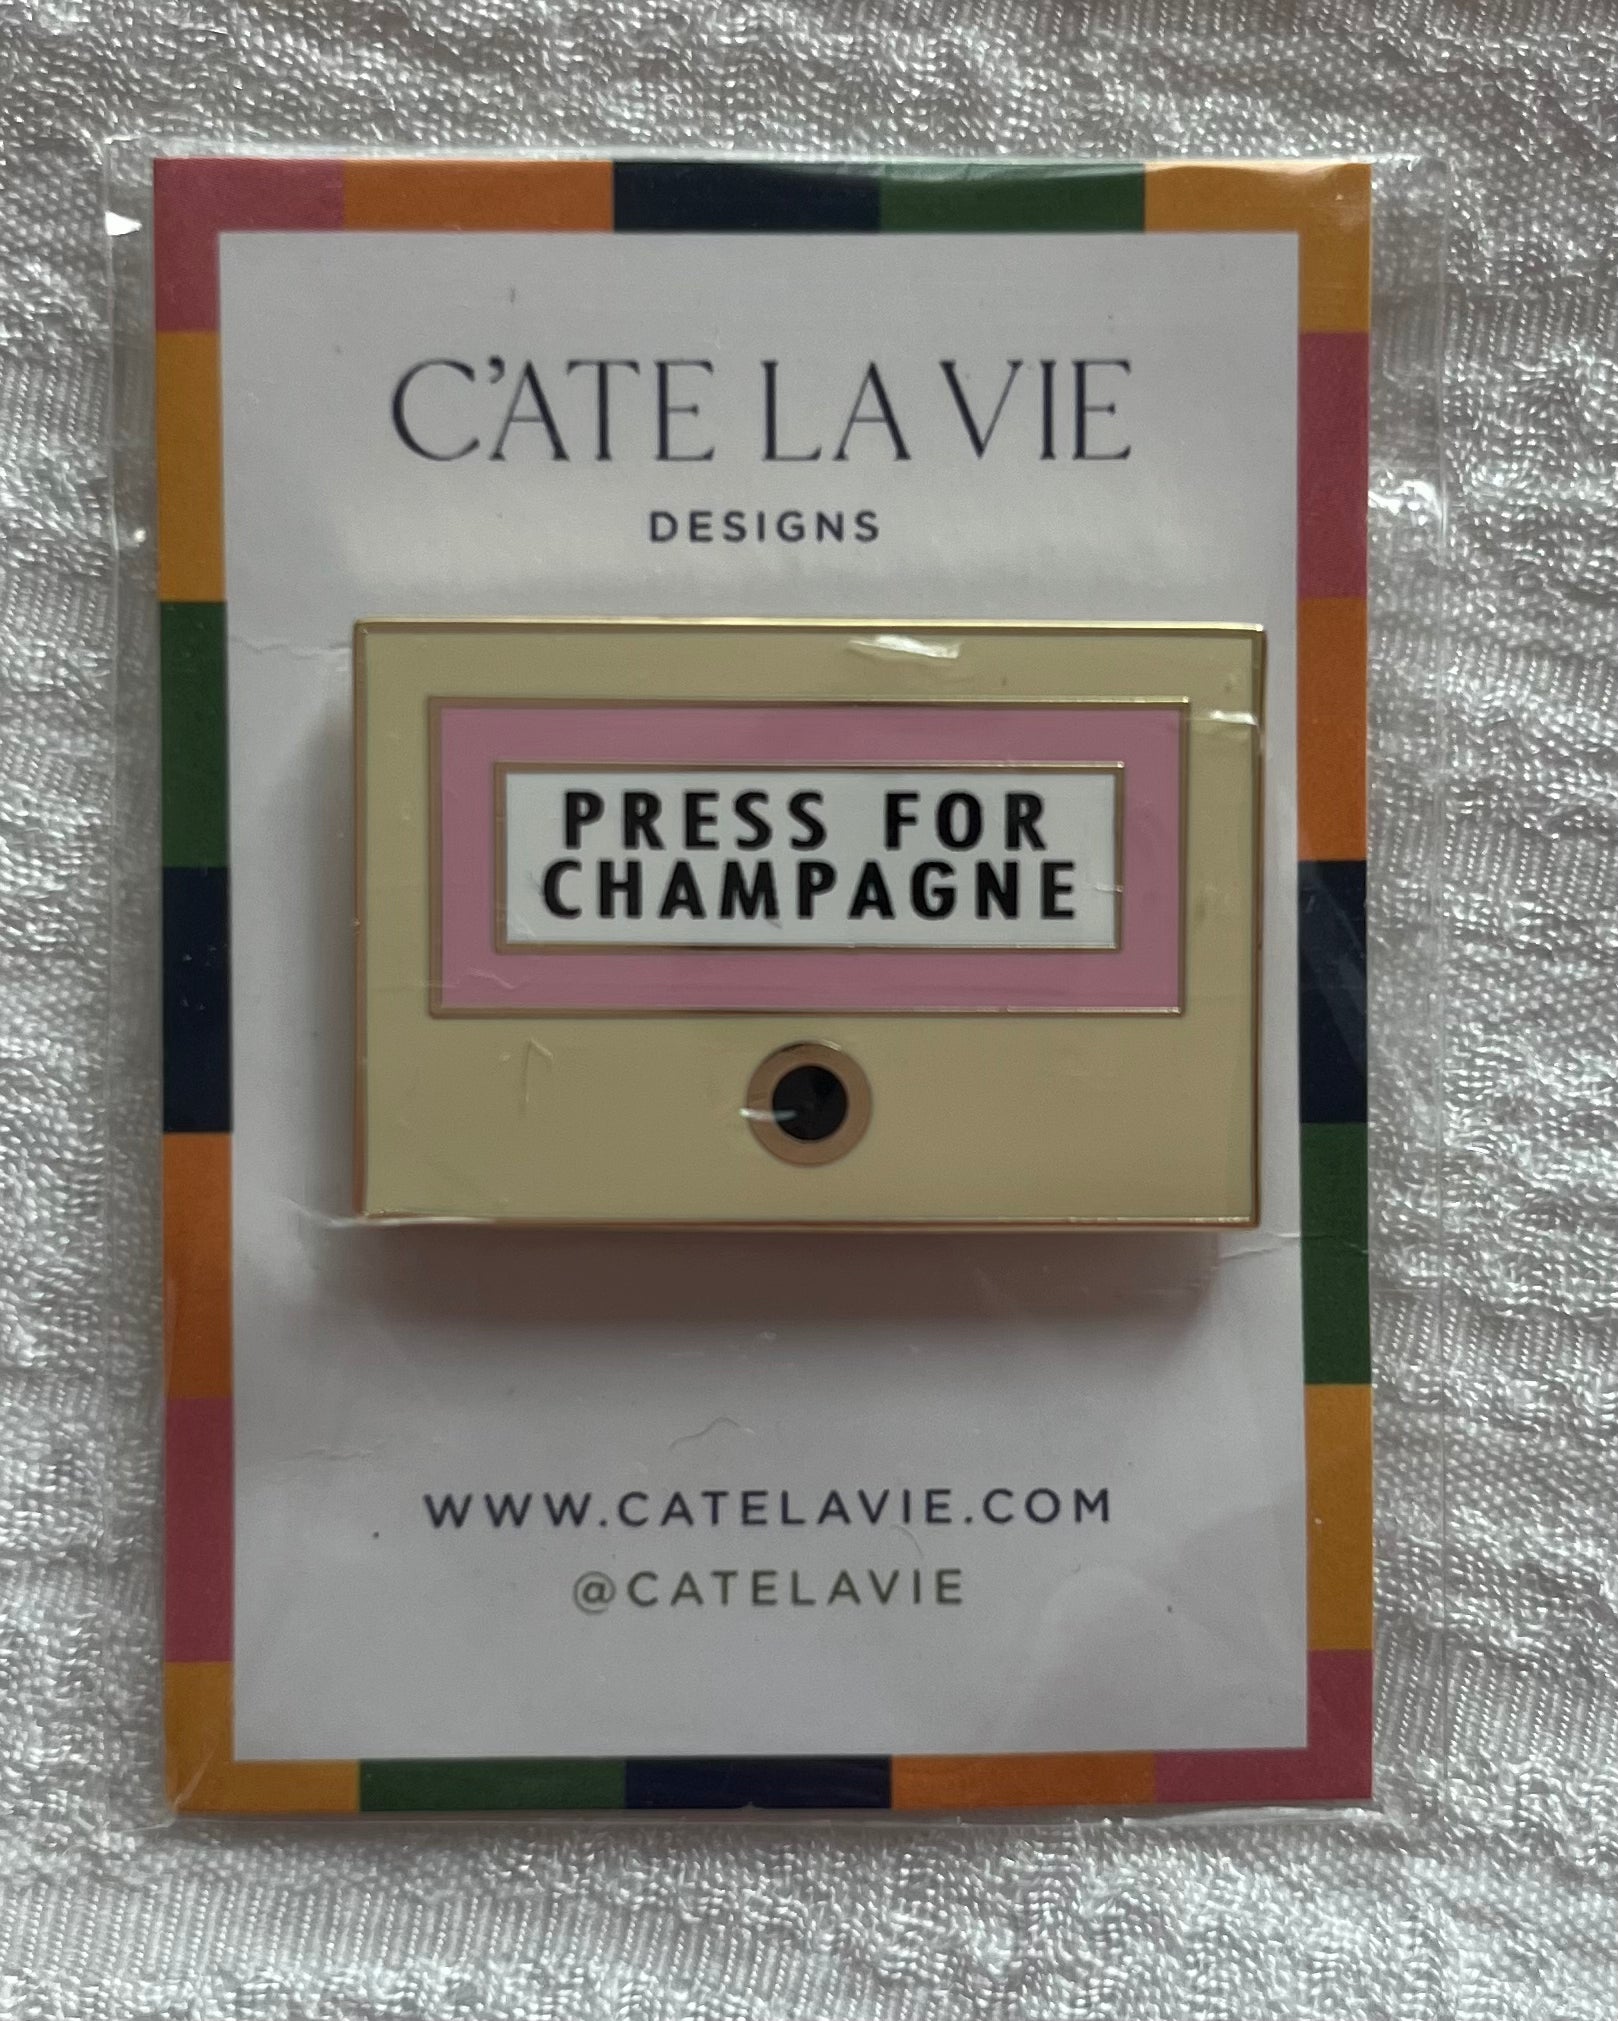 C'ATE LA VIE
DESIGNS
PRESS FOR
CHAMPAGNE
WWW.CATELAVIE.COM
@CATELAVIE